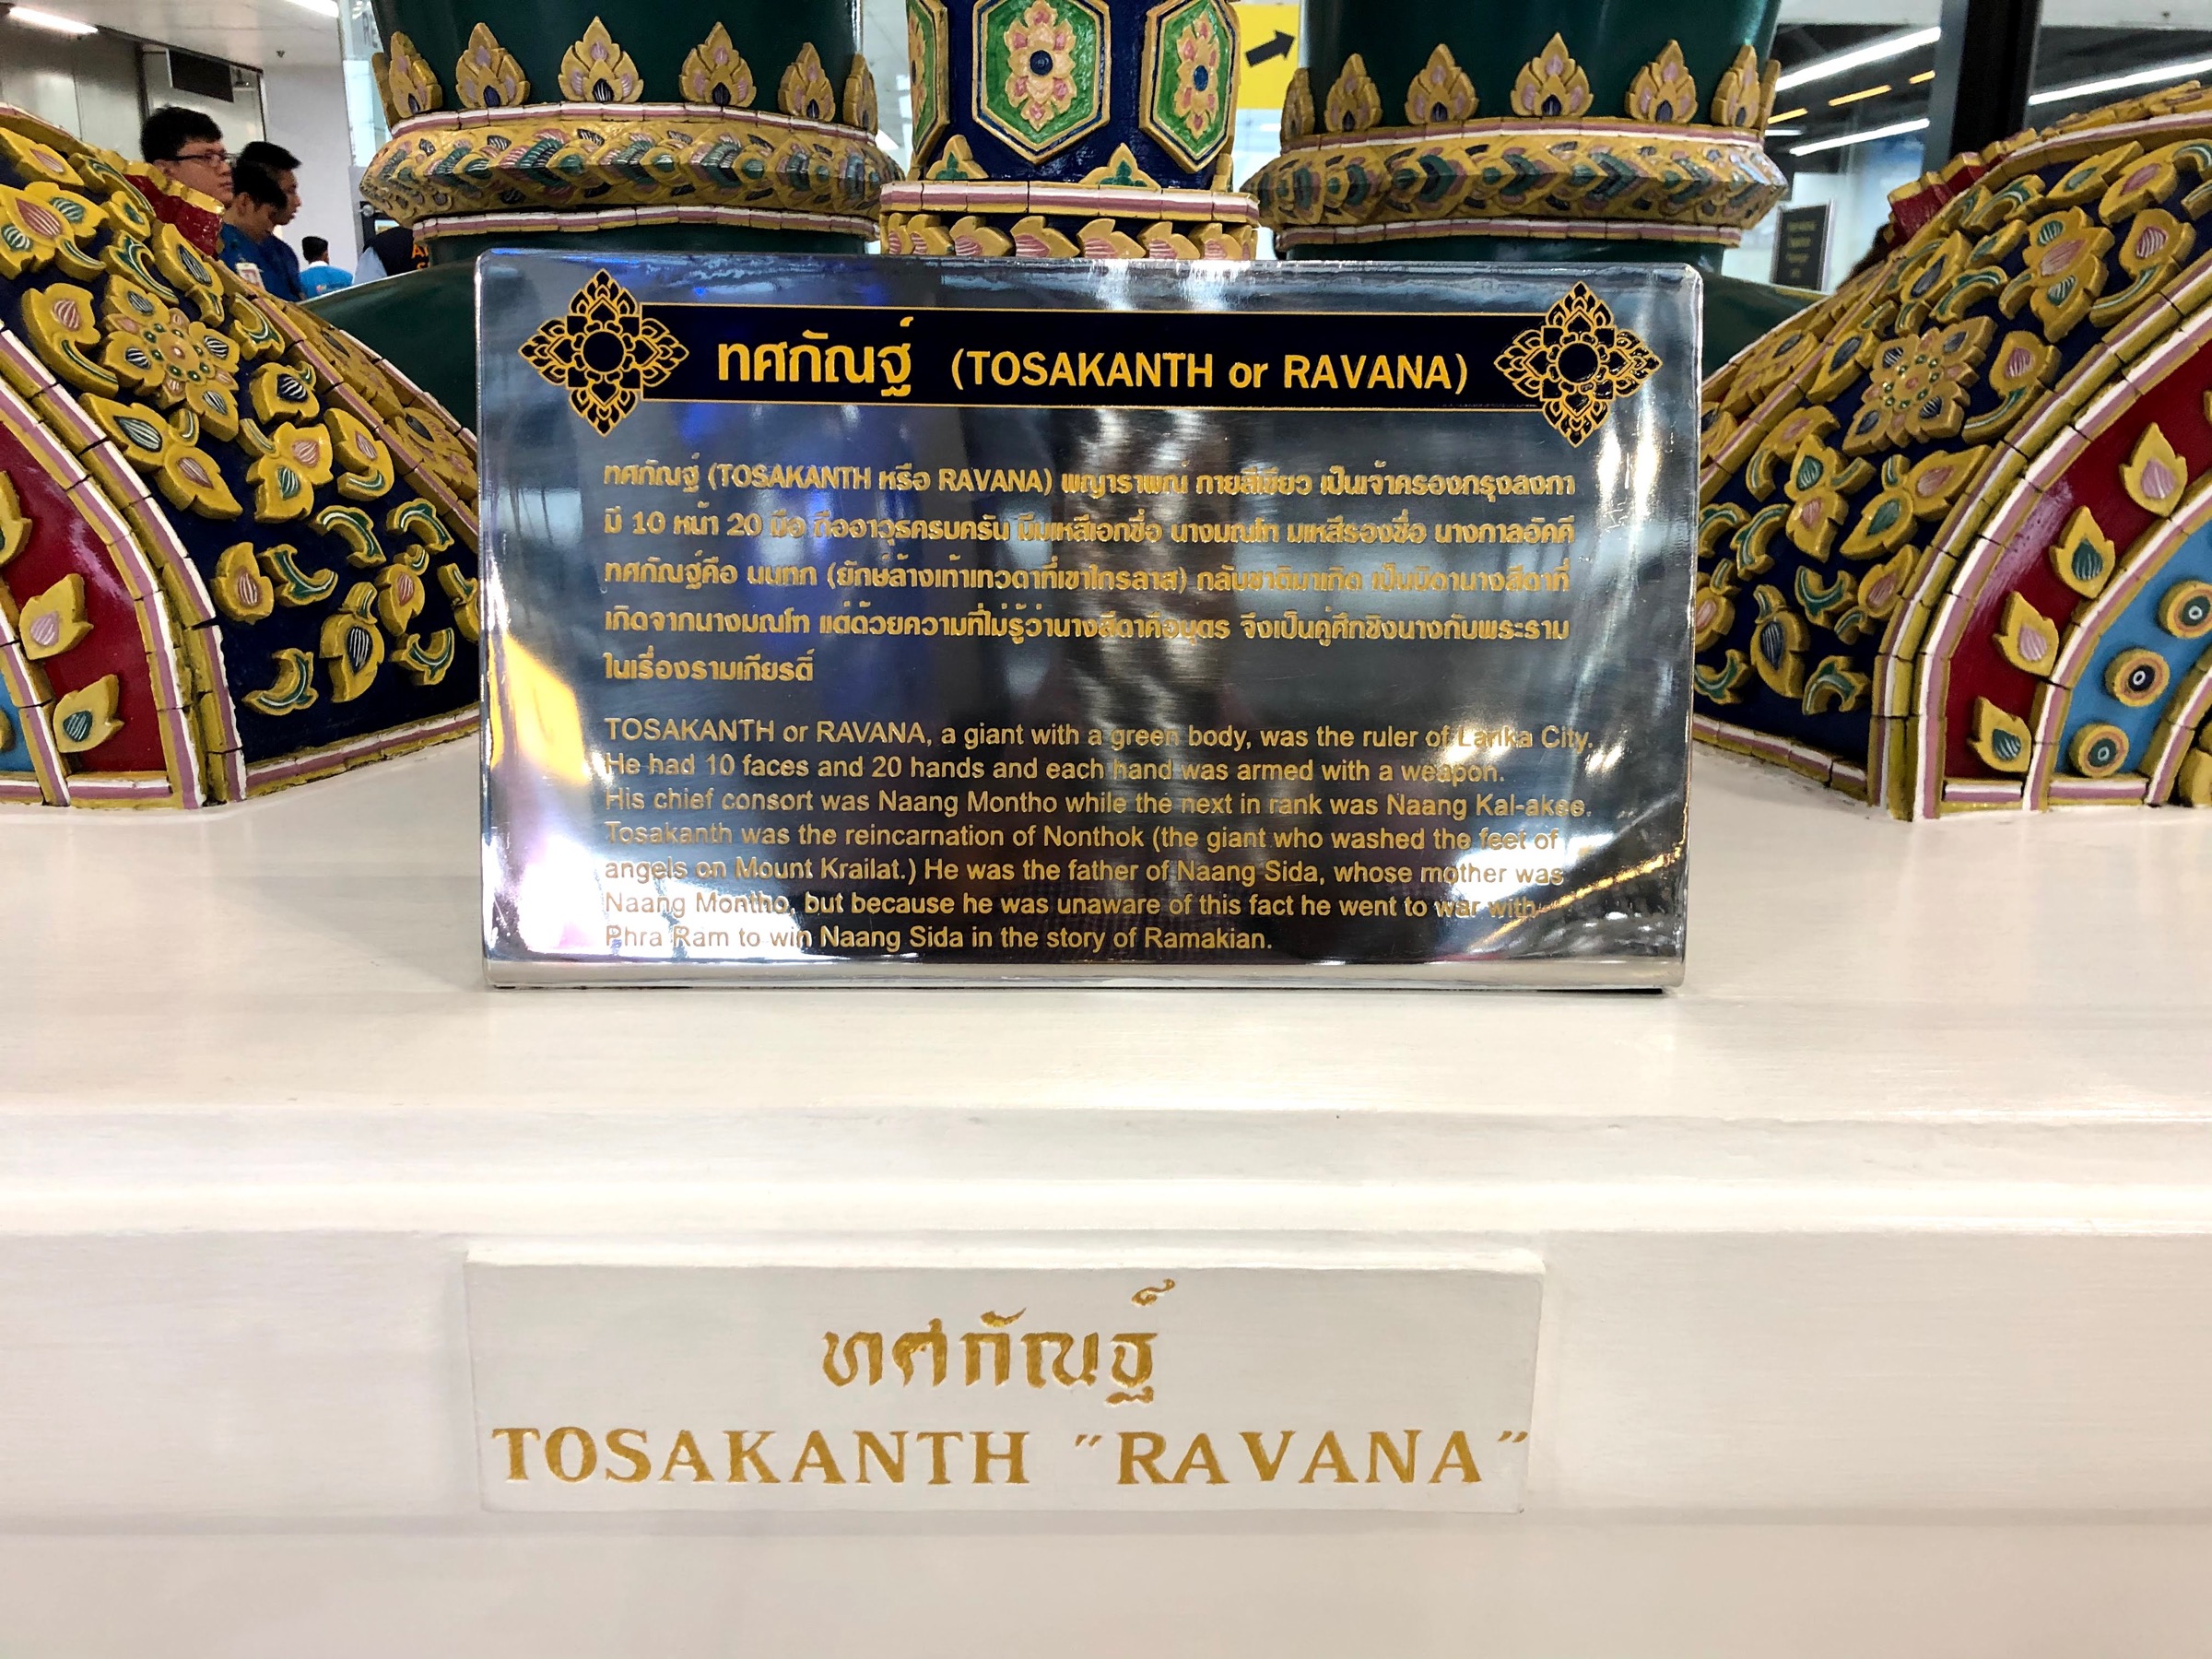 ทศกัณฐ์ (TOSAKANTH or RAVANA)
ทศกัณฐ์ (TOSAKANTH หรือ RAVANA) พญาราพณ์ กายสีเขียว เป็นเจ้าครองกรุงลงกา
มี 10 หน้า 20 มือ ถืออาวุธครบครัน มีมเหสีเอกชื่อ นางมณโฑ มเหสีรองชื่อ นางกาลอัคคี
ทศกัณฐ์คือ นนทก (ยักษ์ล้างเท้าเทวดาที่เขาไกรลาส) กลับชาติมาเกิด เป็นบิดานางสีดาที่
เกิดจากนางมณโฑ แต่ด้วยความที่ไม่รู้ว่านางสีดาคือบุตร จึงเป็นคู่ศึกชิงนางกับพระราม
ในเรื่องรามเกียรติ์
TOSAKANTH or RAVANA, a giant with a green body, was the ruler of Lanka City.
He had 10 faces and 20 hands and each hand was armed with a weapon.
His chief consort was Naang Montho while the next in rank was Naang Kal-akee.
Tosakanth was the reincarnation of Nonthok (the giant who washed the feet of
angels on Mount Krailat.) He was the father of Naang Sida, whose mother was
Naang Montho, but because he was unaware of this fact he went to war with
Phra Ram to win Naang Sida in the story of Ramakian.
ทศกัณฐ์
TOSAKANTH "RAVANA"